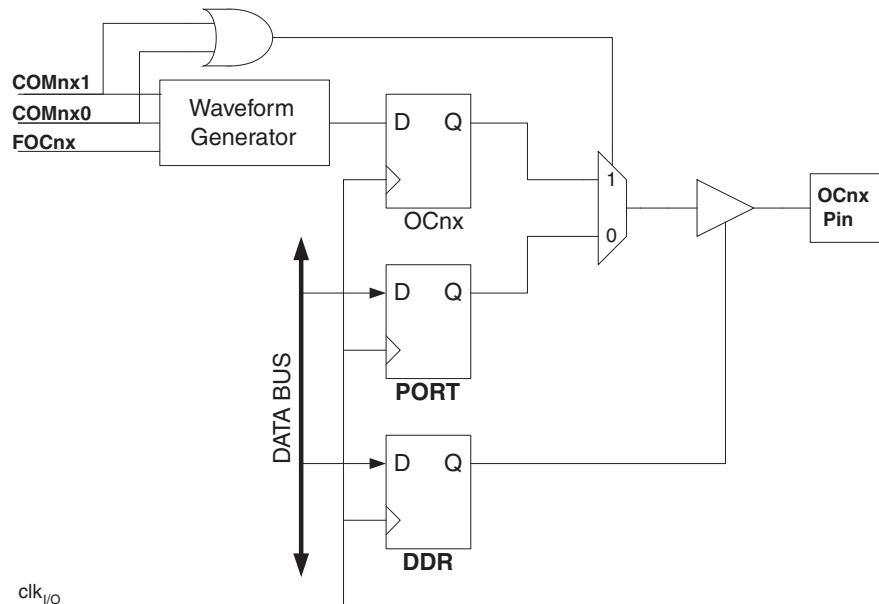 COMnx1
COMnx0
FOCnx
Waveform
Generator
D Q
OCnx
1
0
OCnx
Pin
D Q
PORT
DATA BUS
D Q
DDR
clkI/O